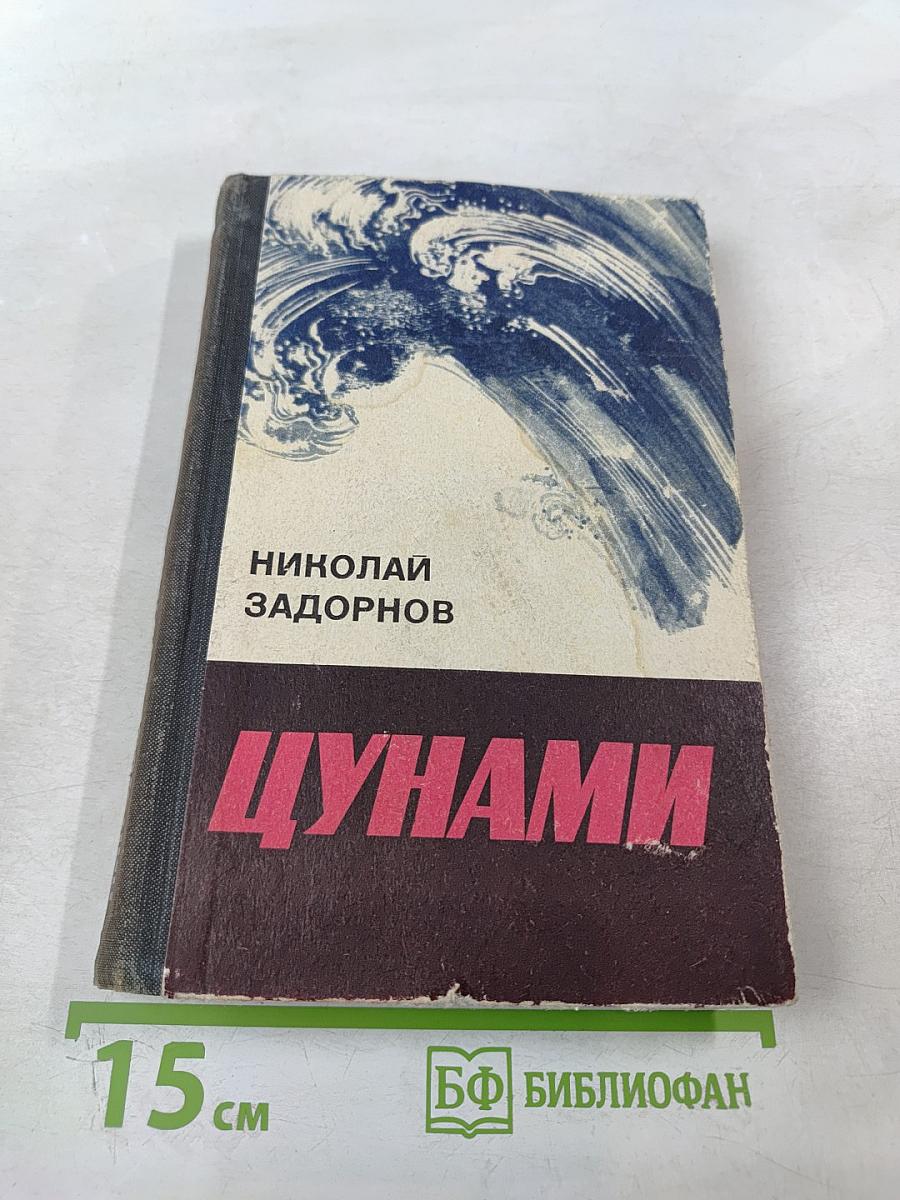 НИКОЛАЙ
ЗАДОРНОВ
ЦУНАМИ
15 см
БФ БИБЛИОФАН